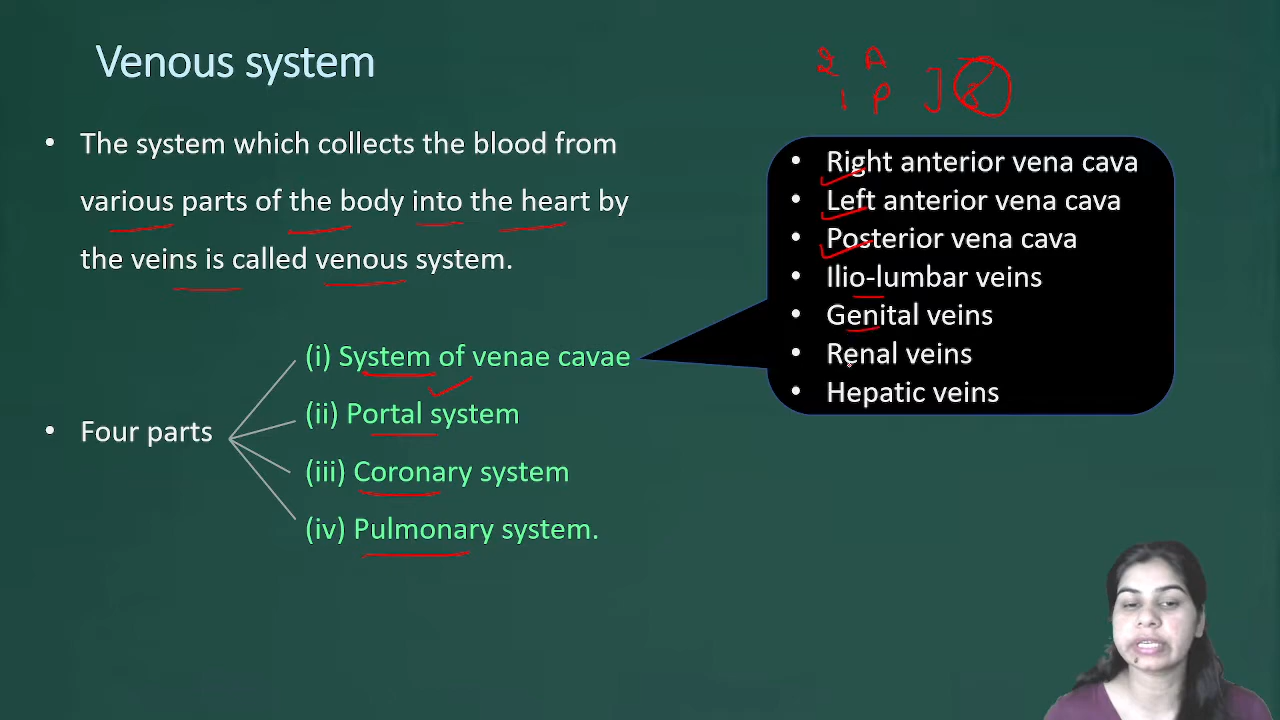 Venous system
• The system which collects the blood from
various parts of the body into the heart by
the veins is called venous system.
• Four parts
(i) System of venae cavae
(ii) Portal system
(iii) Coronary system
(iv) Pulmonary system.
2 A
1 P
• Right anterior vena cava
• Left anterior vena cava
• Posterior vena cava
• Ilio-lumbar veins
• Genital veins
• Renal veins
• Hepatic veins